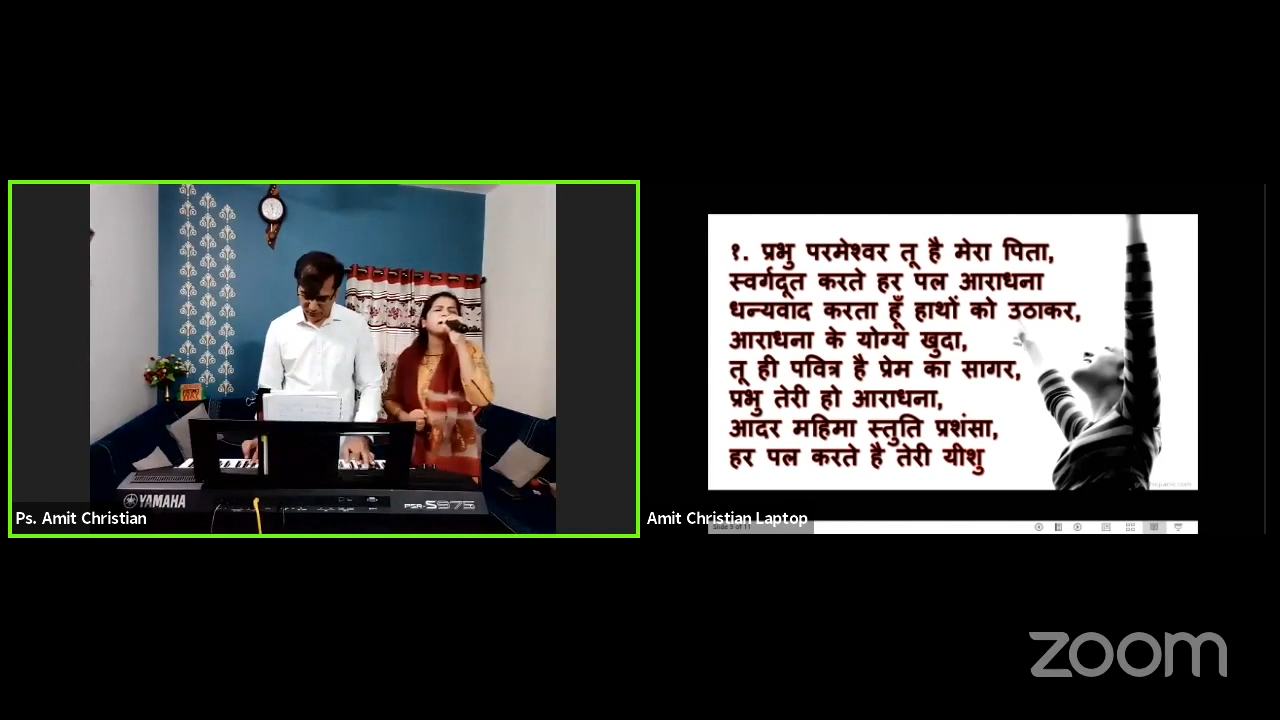 YAMAHA
PSR-S975
Ps. Amit Christian
१. प्रभु परमेश्वर तू है मेरा पिता,
स्वर्गदूत करते हर पल आराधना
धन्यवाद करता हूँ हाथों को उठाकर,
आराधना के योग्य खुदा,
तू ही पवित्र है प्रेम का सागर,
प्रभु तेरी हो आराधना,
आदर महिमा स्तुति प्रशंसा,
हर पल करते है तेरी यीशु
Amit Christian Laptop
zoom